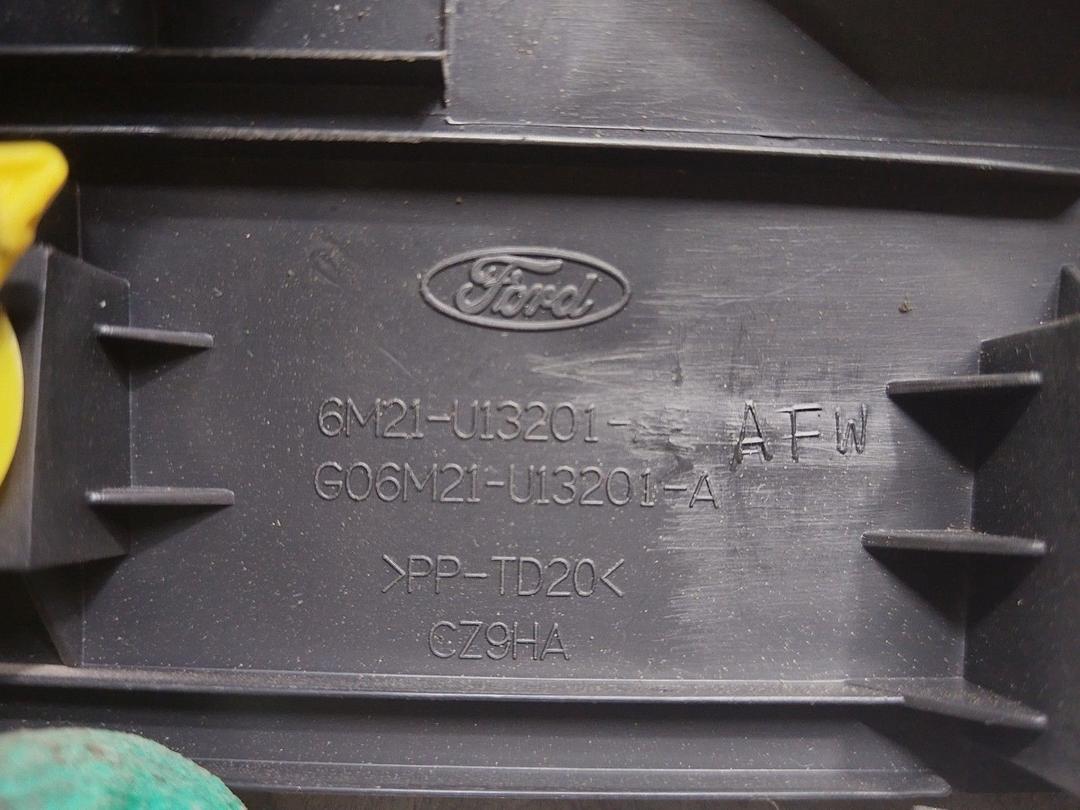 Ford
6M21-U13201- AFW
G06M21-U13201-A
>PP-TD20<
CZ9HA